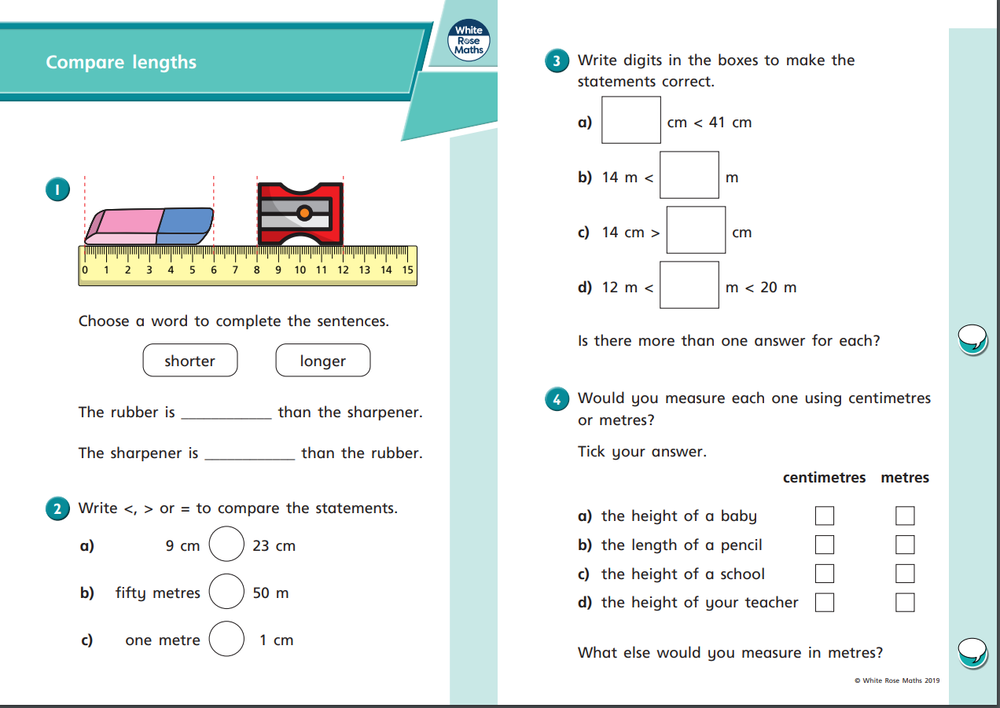 Compare lengths
White
Rose
Maths
1
0 1 2 3 4 5 6 7 8 9 10 11 12 13 14 15
Choose a word to complete the sentences.
shorter longer
The rubber is ___________ than the sharpener.
The sharpener is ___________ than the rubber.
2 Write <, > or = to compare the statements.
a) 9 cm 23 cm
b) fifty metres 50 m
c) one metre 1 cm
3 Write digits in the boxes to make the
statements correct.
a) cm < 41 cm
b) 14 m < m
c) 14 cm > cm
d) 12 m < m < 20 m
Is there more than one answer for each?
4 Would you measure each one using centimetres
or metres?
Tick your answer.
centimetres metres
a) the height of a baby
b) the length of a pencil
c) the height of a school
d) the height of your teacher
What else would you measure in metres?
© White Rose Maths 2019